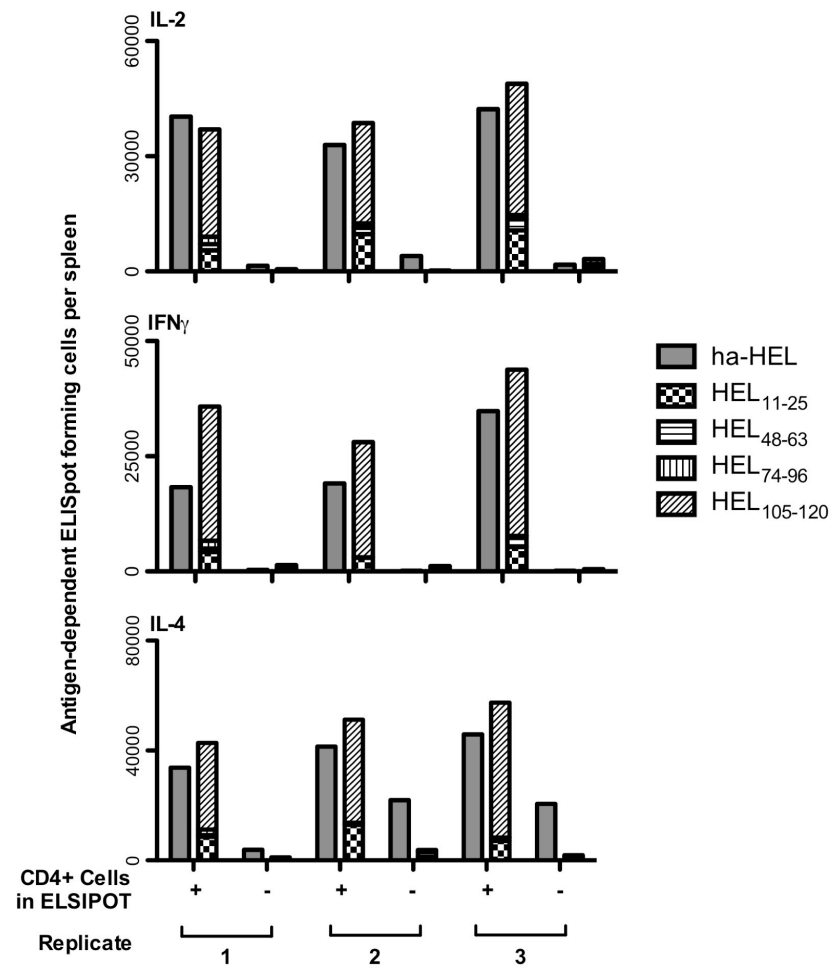 IL-2
60000
30000
0
IFNγ
50000
25000
0
IL-4
80000
40000
0
Antigen-dependent ELISpot forming cells per spleen
ha-HEL
HEL11-25
HEL48-63
HEL74-96
HEL105-120
CD4+ Cells
in ELSIPOT
+ - + - + -
Replicate
1 2 3